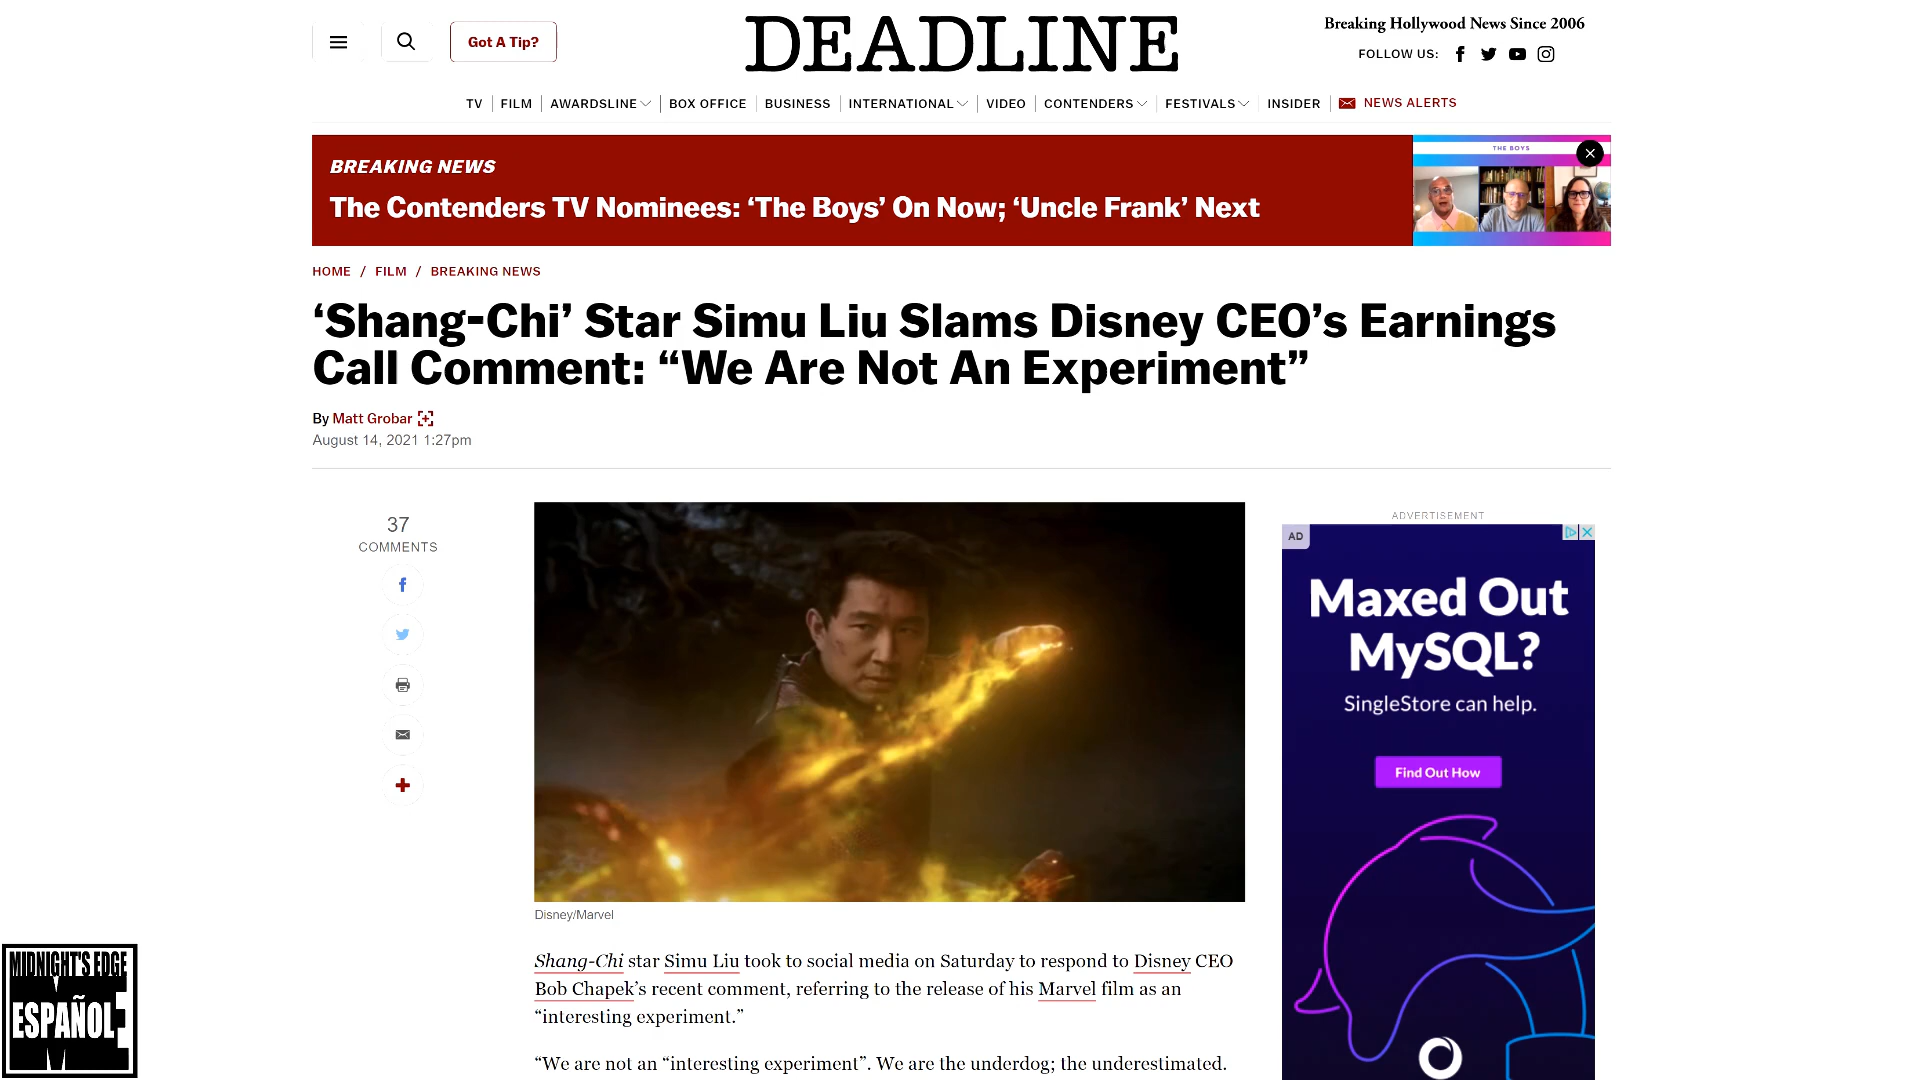 Got A Tip?
DEADLINE
Breaking Hollywood News Since 2006
FOLLOW US:
TV
FILM
AWARDSLINE
BOX OFFICE
BUSINESS
INTERNATIONAL
VIDEO
CONTENDERS
FESTIVALS
INSIDER
NEWS ALERTS
BREAKING NEWS
The Contenders TV Nominees: ‘The Boys’ On Now; ‘Uncle Frank’ Next
THE BOYS
HOME / FILM / BREAKING NEWS
‘Shang-Chi’ Star Simu Liu Slams Disney CEO’s Earnings
Call Comment: “We Are Not An Experiment”
By Matt Grobar
August 14, 2021 1:27pm
37
COMMENTS
Disney/Marvel
Shang-Chi star Simu Liu took to social media on Saturday to respond to Disney CEO
Bob Chapek’s recent comment, referring to the release of his Marvel film as an
“interesting experiment.”
“We are not an “interesting experiment”. We are the underdog; the underestimated.
ADVERTISEMENT
AD
Maxed Out
MySQL?
SingleStore can help.
Find Out How
MIDNIGHT'S EDGE
ESPAÑOL